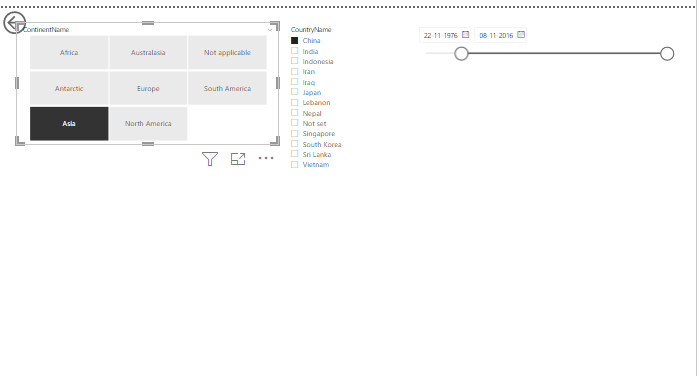 ContinentName
Africa
Australasia
Not applicable
Antarctic
Europe
South America
Asia
North America
CountryName
China
India
Indonesia
Iran
Iraq
Japan
Lebanon
Nepal
Not set
Singapore
South Korea
Sri Lanka
Vietnam
22-11-1976
08-11-2016